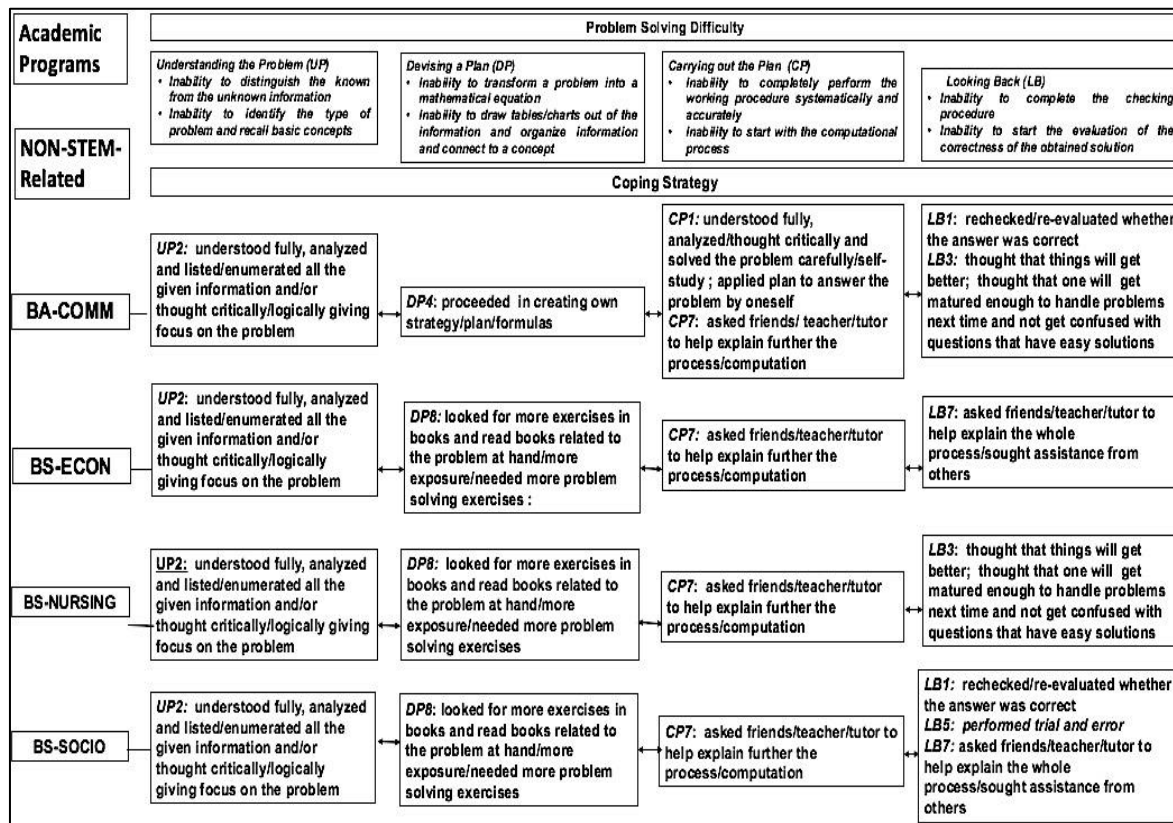 Academic
Programs
NON-STEM-
Related
Problem Solving Difficulty
Understanding the Problem (UP)
• Inability to distinguish the known
from the unknown information
• Inability to identify the type of
problem and recall basic concepts
Devising a Plan (DP)
• Inability to transform a problem into a
mathematical equation
• Inability to draw tables/charts out of the
information and organize information
and connect to a concept
Carrying out the Plan (CP)
• Inability to completely perform the
working procedure systematically and
accurately
• Inability to start with the computational
process
Looking Back (LB)
• Inability to complete the checking
procedure
• Inability to start the evaluation of the
correctness of the obtained solution
Coping Strategy
BA-COMM
UP2: understood fully, analyzed
and listed/enumerated all the
given information and/or
thought critically/logically giving
focus on the problem
DP4: proceeded in creating own
strategy/plan/formulas
CP1: understood fully,
analyzed/thought critically and
solved the problem carefully/self-
study ; applied plan to answer the
problem by oneself
CP7: asked friends/ teacher/tutor
to help explain further the
process/computation
LB1: rechecked/re-evaluated whether
the answer was correct
LB3: thought that things will get
better; thought that one will get
matured enough to handle problems
next time and not get confused with
questions that have easy solutions
BS-ECON
UP2: understood fully, analyzed
and listed/enumerated all the
given information and/or
thought critically/logically
giving focus on the problem
DP8: looked for more exercises in
books and read books related to
the problem at hand/more
exposure/needed more problem
solving exercises :
CP7: asked friends/teacher/tutor
to help explain further the
process/computation
LB7: asked friends/teacher/tutor to
help explain the whole
process/sought assistance from
others
BS-NURSING
UP2: understood fully, analyzed
and listed/enumerated all the
given information and/or
thought critically/logically giving
focus on the problem
DP8: looked for more exercises in
books and read books related to
the problem at hand/more
exposure/needed more problem
solving exercises
CP7: asked friends/teacher/tutor
to help explain further the
process/computation
LB3: thought that things will get
better; thought that one will get
matured enough to handle problems
next time and not get confused with
questions that have easy solutions
BS-SOCIO
UP2: understood fully, analyzed
and listed/enumerated all the
given information and/or
thought critically/logically
giving focus on the problem
DP8: looked for more exercises in
books and read books related to
the problem at hand/more
exposure/needed more problem
solving exercises
CP7: asked friends/teacher/tutor to
help explain further the
process/computation
LB1: rechecked/re-evaluated whether
the answer was correct
LB5: performed trial and error
LB7: asked friends/teacher/tutor to
help explain the whole
process/sought assistance from
others